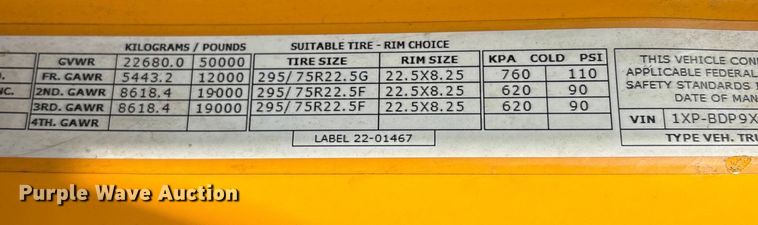 KILOGRAMS / POUNDS SUITABLE TIRE - RIM CHOICE
GVWR 22680.0 50000 TIRE SIZE RIM SIZE KPA COLD PSI
FR. GAWR 5443.2 12000 295/75R22.5G 22.5X8.25 760 110
NC. 2ND. GAWR 8618.4 19000 295/75R22.5F 22.5X8.25 620 90
3RD. GAWR 8618.4 19000 295/75R22.5F 22.5X8.25 620 90
4TH. GAWR
LABEL 22-01467
THIS VEHICLE CON
APPLICABLE FEDERAL
SAFETY STANDARDS I
DATE OF MAN
VIN 1XP-BDP9X
TYPE VEH. TRU
Purple Wave Auction